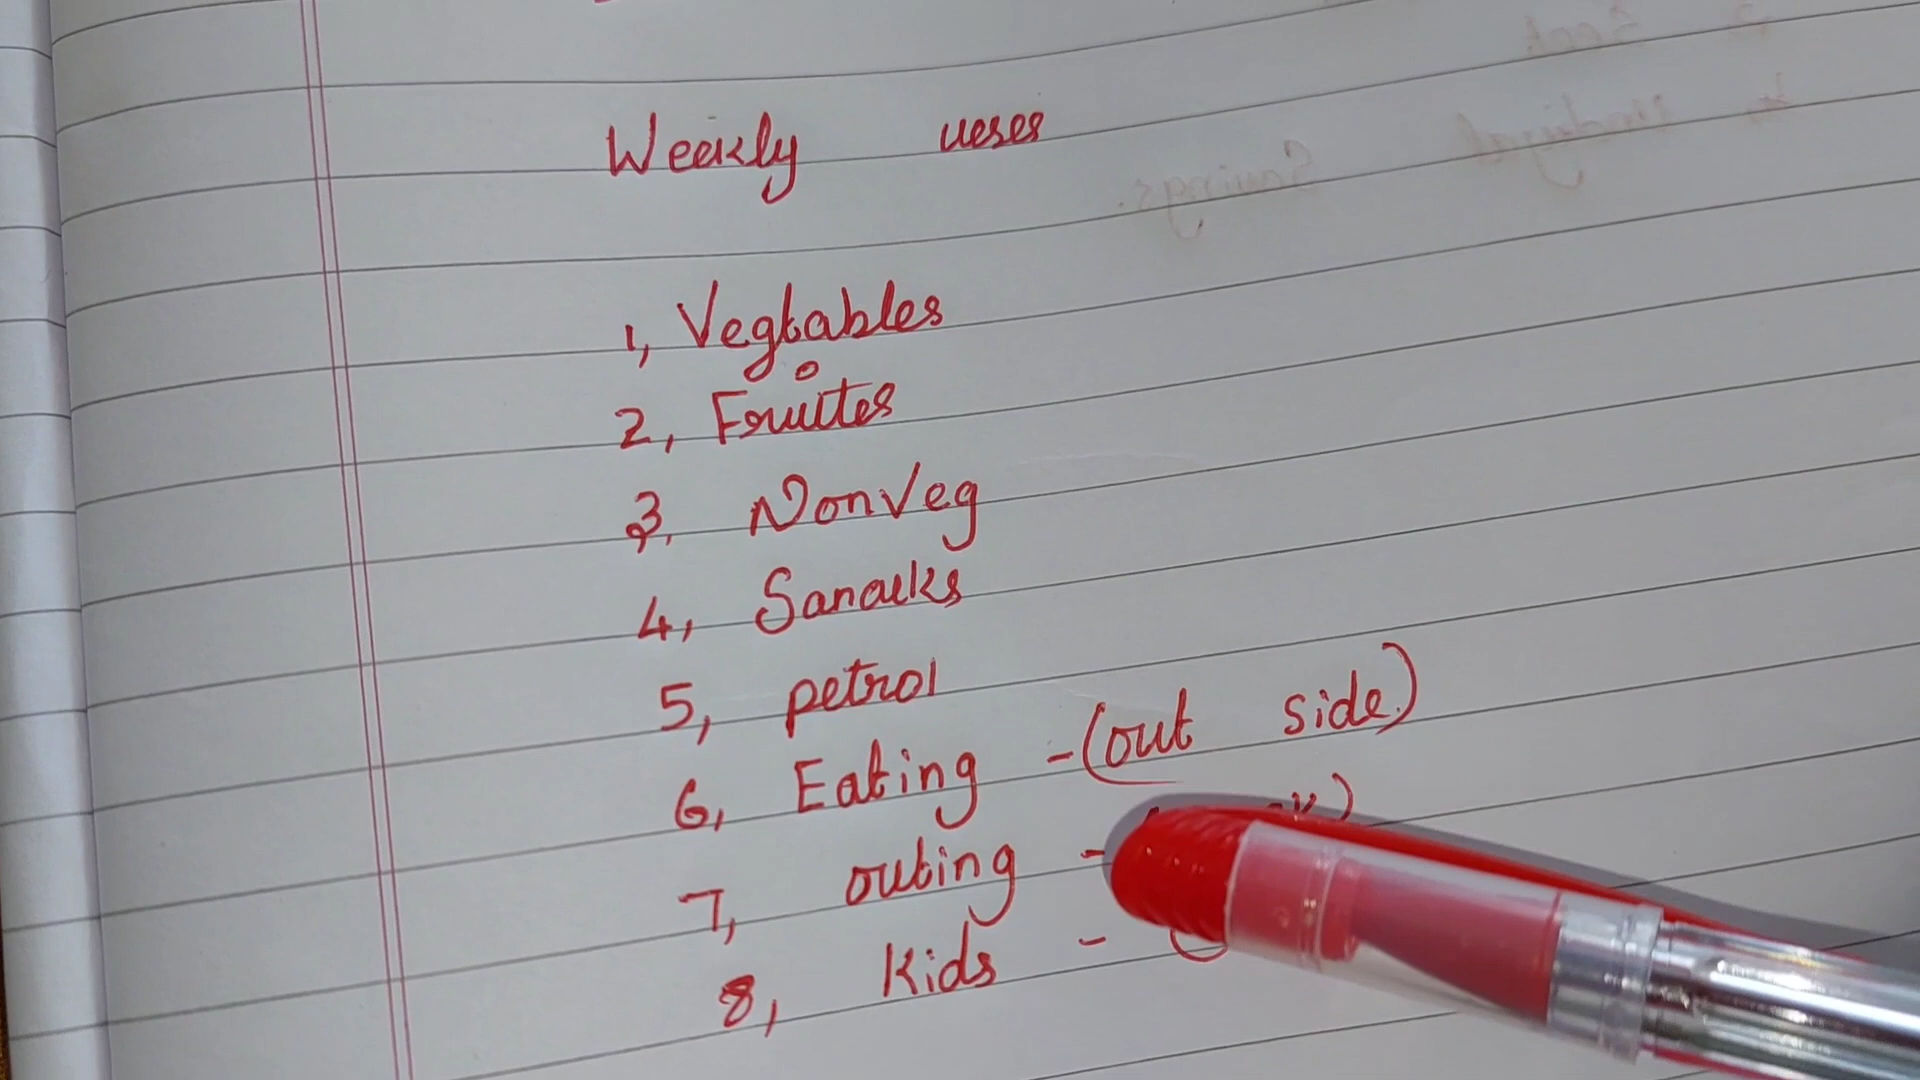 Weekly ueses
1, Vegtables
2, Fruites
3, NonVeg
4, Sanacks
5, petrol
6, Eating - (out side)
7, outing -
8, Kids -